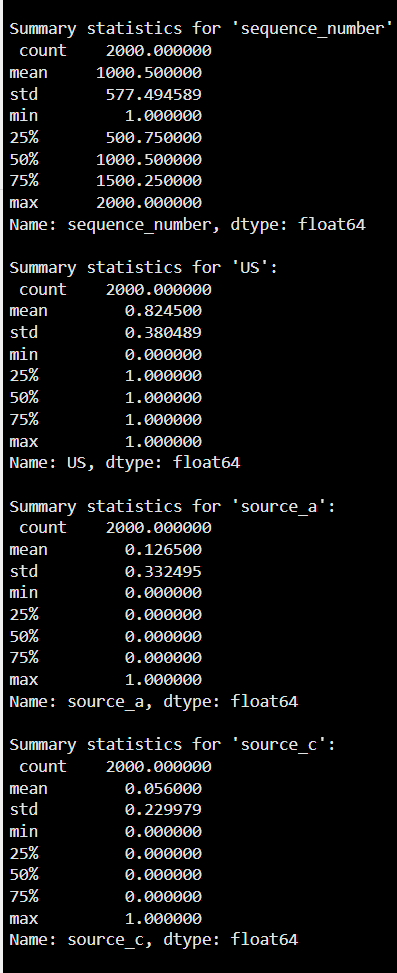 Summary statistics for 'sequence_number'
 count    2000.000000
mean     1000.500000
std       577.494589
min         1.000000
25%       500.750000
50%      1000.500000
75%      1500.250000
max      2000.000000
Name: sequence_number, dtype: float64

Summary statistics for 'US':
 count    2000.000000
mean        0.824500
std         0.380489
min         0.000000
25%         1.000000
50%         1.000000
75%         1.000000
max         1.000000
Name: US, dtype: float64

Summary statistics for 'source_a':
 count    2000.000000
mean        0.126500
std         0.332495
min         0.000000
25%         0.000000
50%         0.000000
75%         0.000000
max         1.000000
Name: source_a, dtype: float64

Summary statistics for 'source_c':
 count    2000.000000
mean        0.056000
std         0.229979
min         0.000000
25%         0.000000
50%         0.000000
75%         0.000000
max         1.000000
Name: source_c, dtype: float64